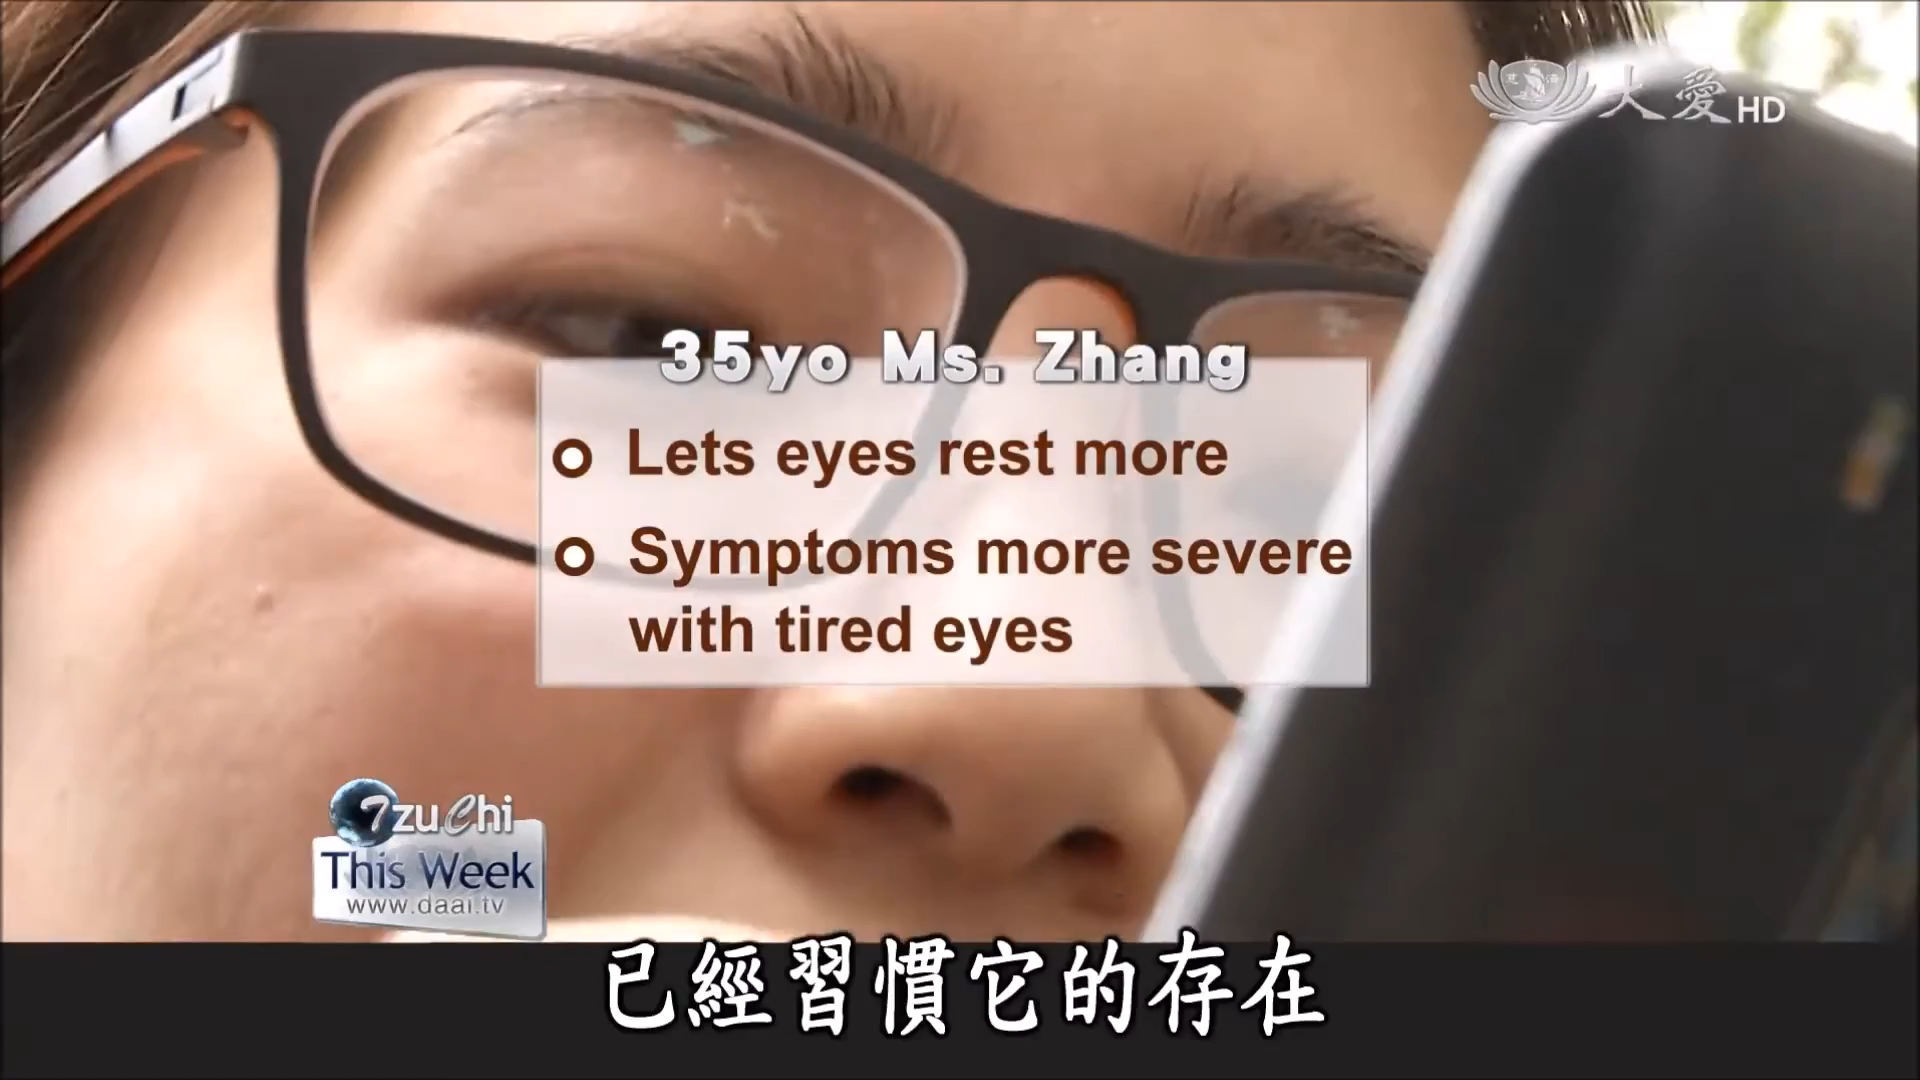 大愛HD
35yo Ms. Zhang
Lets eyes rest more
Symptoms more severe
with tired eyes
Tzu Chi
This Week
www.daai.tv
已經習慣它的存在